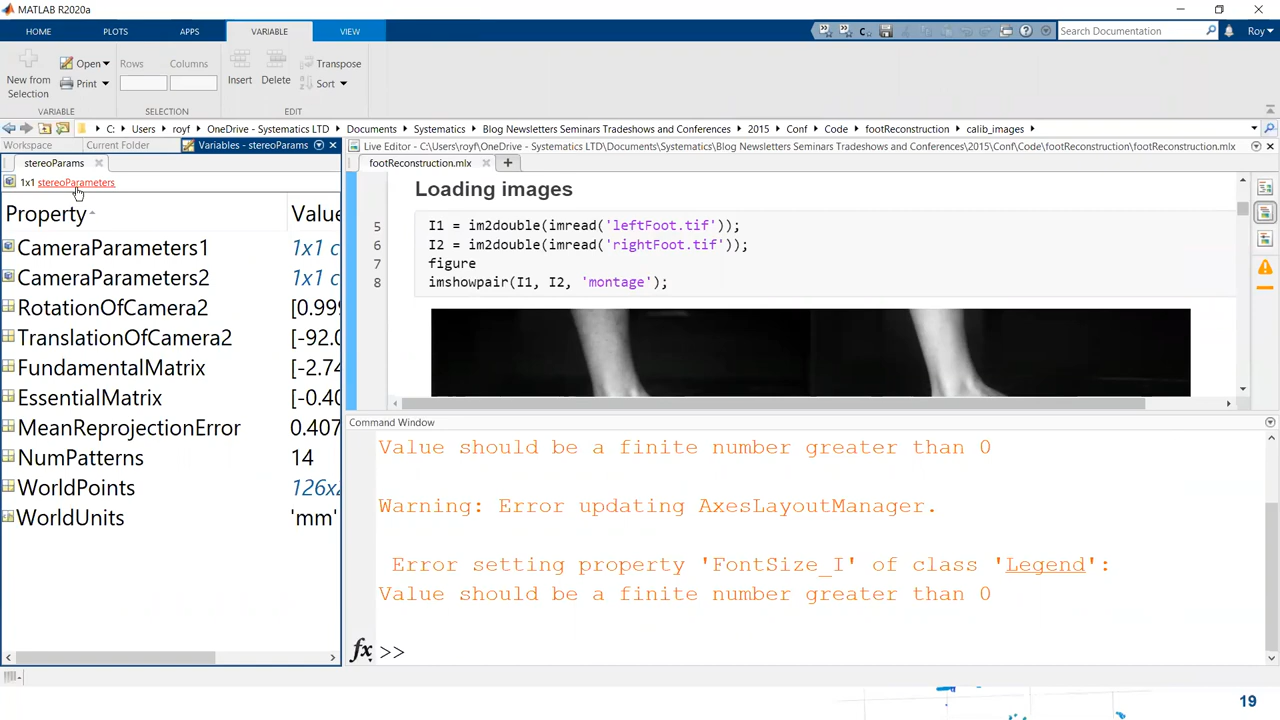 MATLAB R2020a
HOME PLOTS APPS VARIABLE VIEW
Search Documentation
Roy
New from
Selection
Open
Print
Rows
Columns
Insert
Delete
Transpose
Sort
VARIABLE SELECTION EDIT
C: Users royf OneDrive - Systematics LTD Documents Systematics Blog Newsletters Seminars Tradeshows and Conferences 2015 Conf Code footReconstruction calib_images
Workspace
Current Folder
Variables - stereoParams
Live Editor - C:\Users\royf\OneDrive - Systematics LTD\Documents\Systematics\Blog Newsletters Seminars Tradeshows and Conferences\2015\Conf\Code\footReconstruction\footReconstruction.mlx
stereoParams
1x1 stereoParameters
Property Value
CameraParameters1 1x1 c
CameraParameters2 1x1 c
RotationOfCamera2 [0.999
TranslationOfCamera2 [-92.0
FundamentalMatrix [-2.74
EssentialMatrix [-0.40
MeanReprojectionError 0.407
NumPatterns 14
WorldPoints 126x2
WorldUnits 'mm'
footReconstruction.mlx
Loading images
5 I1 = im2double(imread('leftFoot.tif'));
6 I2 = im2double(imread('rightFoot.tif'));
7 figure
8 imshowpair(I1, I2, 'montage');
Command Window
Value should be a finite number greater than 0
Warning: Error updating AxesLayoutManager.
Error setting property 'FontSize_I' of class 'Legend':
Value should be a finite number greater than 0
fx >>
19